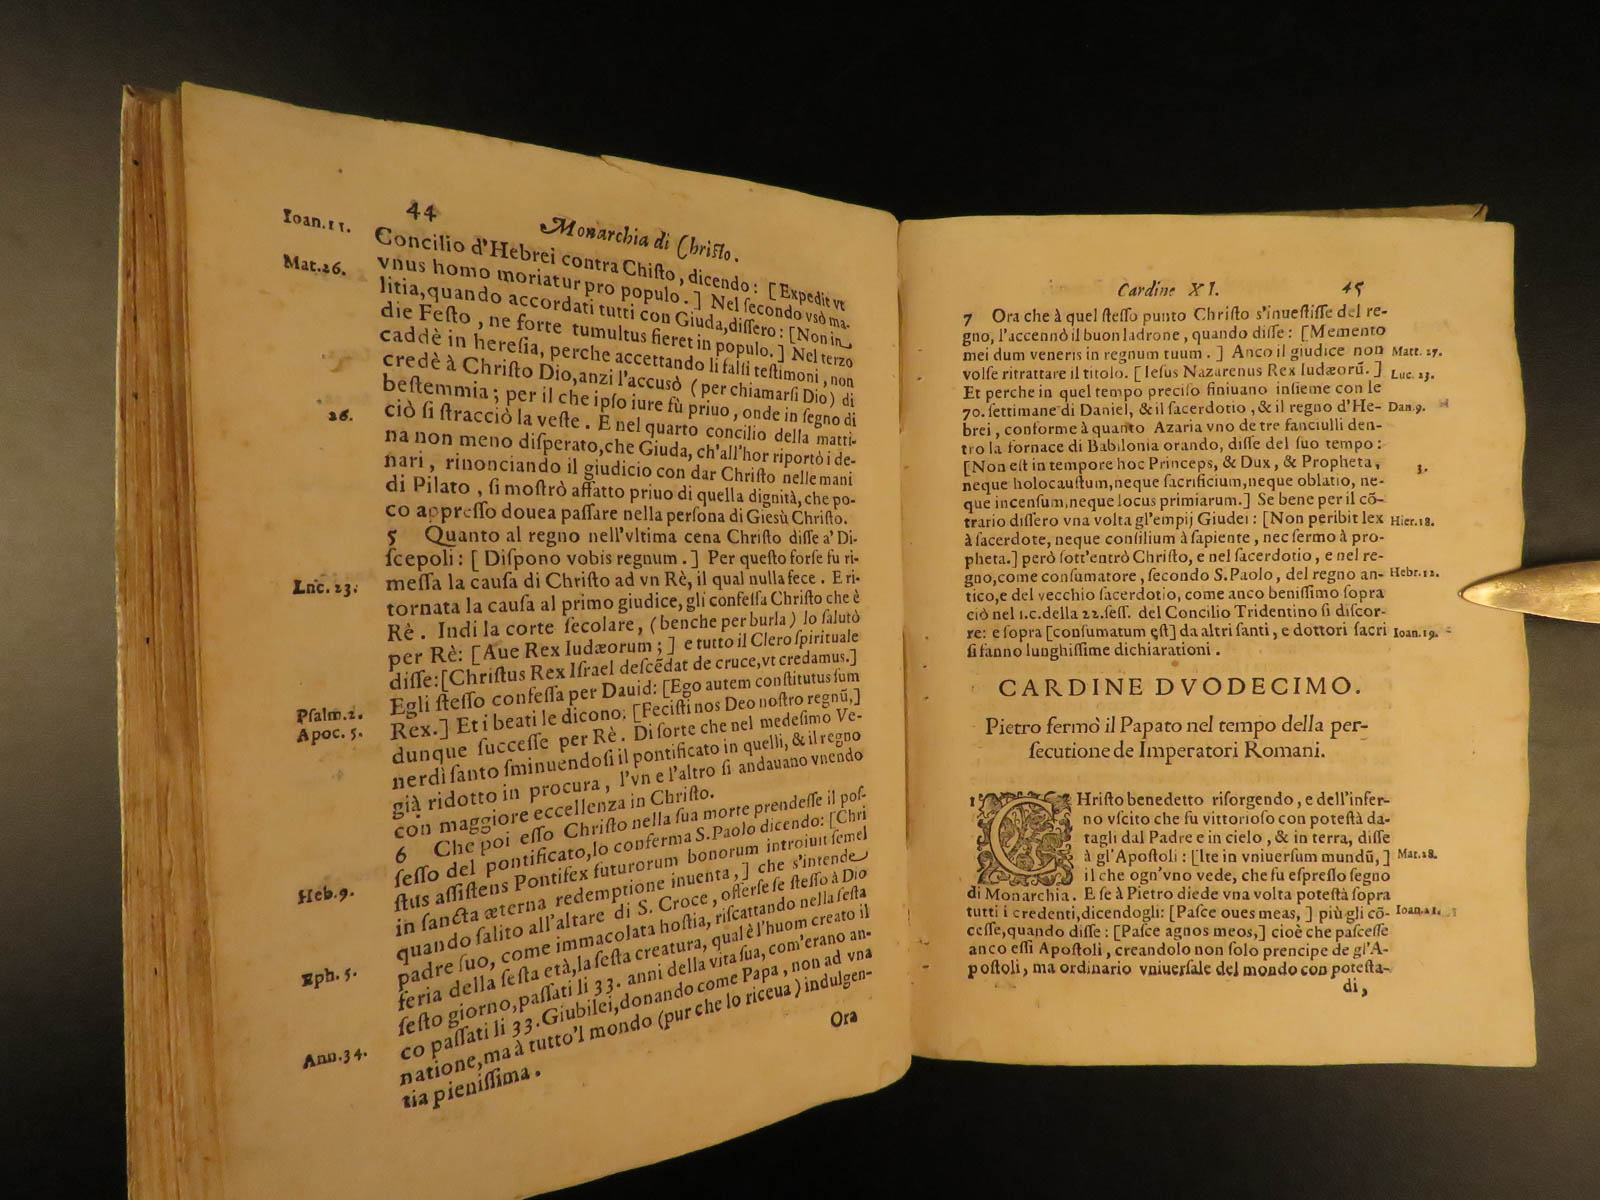 44
Monarchia di Christo.
Ioan.11.
Concilio d'Hebrei contra Chisto, dicendo: [Expedit vt
Mat.26.
vnus homo moriatur pro populo.] Nel secondo vsò ma-
litia,quando accordati tutti con Giuda,dissero: [Non in
die Festo, ne forte tumultus fieret in populo.] Nel terzo
caddè in heresia, perche accettando li falsi testimoni, non
credè à Christo Dio,anzi l'accusò (per chiamarsi Dio) di
bestemmia; per il che ipso iure fù priuo, onde in segno di
26.
ciò si stracciò la veste. E nel quarto concilio della matti-
na non meno disperato,che Giuda, ch'all'hor riportò i de-
nari, rinonciando il giudicio con dar Christo nelle mani
di Pilato, si mostrò affatto priuo di quella dignità, che po-
co appresso douea passare nella persona di Giesù Christo.
5 Quanto al regno nell'vltima cena Christo disse a' Di-
scepoli: [Dispono vobis regnum.] Per questo forse fu ri-
Luc. 23.
messa la causa di Christo ad vn Rè, il qual nulla fece. E ri-
tornata la causa al primo giudice, gli confessa Christo che è
Rè. Indi la corte secolare, (benche per burla) lo salutò
per Rè: [Aue Rex Iudæorum;] e tutto il Clero spirituale
disse:[Christus Rex Israel descēdat de cruce,vt credamus.]
Egli stesso confessa per Dauid: [Ego autem constitutus sum
Psalm.2.
Rex.] Et i beati le dicono: [Fecisti nos Deo nostro regnū,]
Apoc. 5.
dunque successe per Rè. Di sorte che nel medesimo Ve-
nerdì santo sminuendosi il pontificato in quelli, & il regno
già ridotto in procura, l'vn e l'altro si andauano vnendo
còn maggiore eccellenza in Christo.
6 Che poi esso Christo nella sua morte prendesse il pos-
sesso del pontificato,lo conferma S. Paolo dicendo: [Chri
Heb.9.
stus assistens Pontifex futurorum bonorum introiuit semel
in sancta æterna redemptione inuenta,] che s'intende
quando salito all'altare di S. Croce, offerse se stesso à Dio
padre suo, come immacolata hostia, riscattando nella sesta
Eph. 5.
feria della sesta età,la sesta creatura, qual è l'huom creato il
sesto giorno,passati li 33. anni della vita sua, com'erano an-
co passati li 33. Giubilei,donando come Papa, non ad vna
Ann.34.
natione,ma à tutto'l mondo (pur che lo riceua) indulgen-
tia pienissima.
Ora
Cardine XI.
45
7 Ora che à quel stesso punto Christo s'inuestisse del re-
gno, l'accennò il buon ladrone, quando disse: [Memento
mei dum veneris in regnum tuum.] Anco il giudice non
Matt. 27.
volse ritrattare il titolo. [Iesus Nazarenus Rex Iudæorū.]
Luc. 23.
Et perche in quel tempo preciso finiuano insieme con le
70. settimane di Daniel, & il sacerdotio, & il regno d'He-
Dan.9.
brei, conforme à quanto Azaria vno de tre fanciulli den-
tro la fornace di Babilonia orando, disse del suo tempo:
[Non est in tempore hoc Princeps, & Dux, & Propheta,
3.
neque holocaustum,neque sacrificium,neque oblatio, ne-
que incensum,neque locus primiarum.] Se bene per il cō-
trario dissero vna volta gl'empij Giudei: [Non peribit lex
Hier.18.
à sacerdote, neque consilium à sapiente, nec sermo à pro-
pheta.] però sott'entrò Christo, e nel sacerdotio, e nel re-
gno,come consumatore, secondo S. Paolo, del regno an-
Hebr.12.
tico,e del vecchio sacerdotio, come anco benissimo sopra
ciò nel 1.c.della 22.sess. del Concilio Tridentino si discor-
re: e sopra [consumatum est] da altri santi, e dottori sacri
Ioan.19.
si fanno lunghissime dichiarationi.
CARDINE DVODECIMO.
Pietro fermò il Papato nel tempo della per-
secutione de Imperatori Romani.
1 CHristo benedetto risorgendo, e dell'infer-
no vscito che fu vittorioso con potestà da-
tagli dal Padre e in cielo, & in terra, disse
à gl'Apostoli: [Ite in vniuersum mundū,]
Mat.28.
il che ogn'vno vede, che fu espresso segno
di Monarchia. E se à Pietro diede vna volta potestà sopra
tutti i credenti,dicendogli: [Pasce oues meas,] più gli cō-
Ioan.21.
cesse,quando disse: [Pasce agnos meos,] cioè che pascesse
anco essi Apostoli, creandolo non solo prencipe de gl'A-
postoli, ma ordinario vniuersale del mondo con potesta-
di,